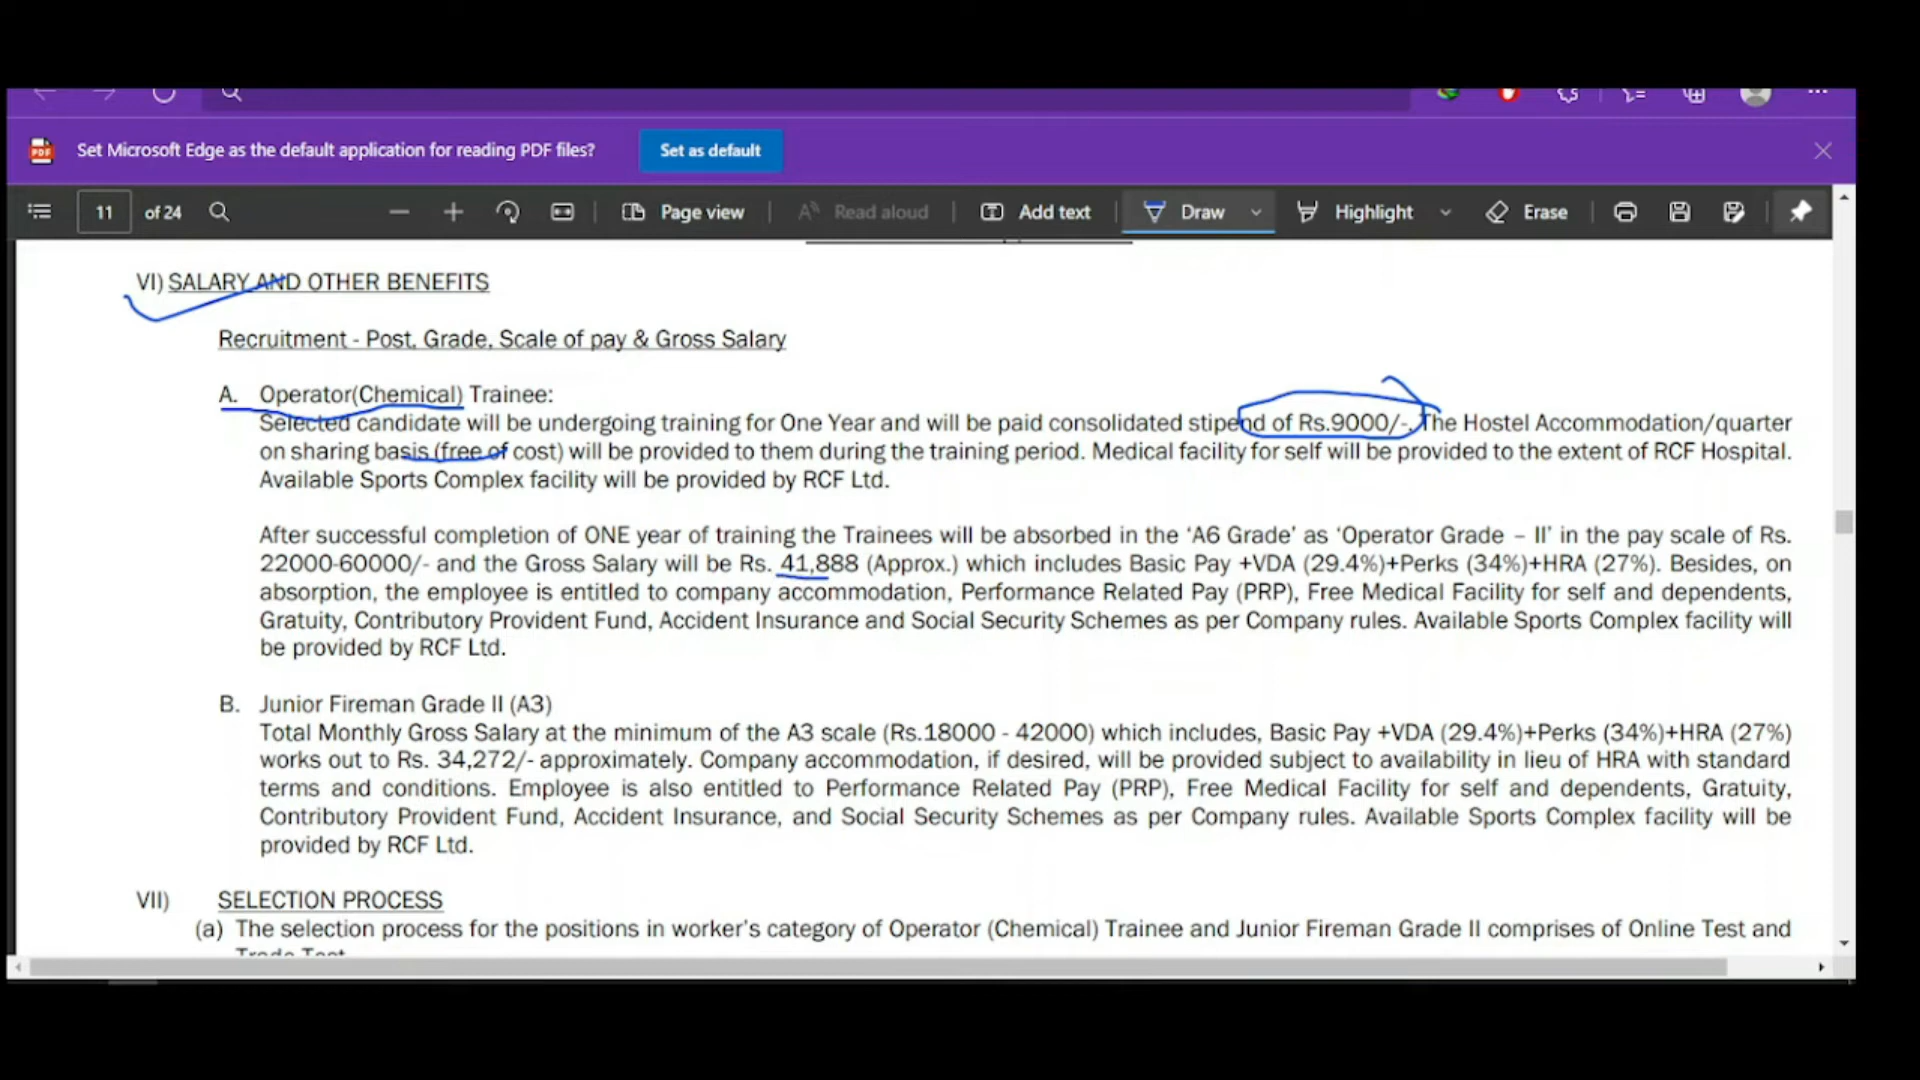 Set Microsoft Edge as the default application for reading PDF files? Set as default
11 of 24 Page view Read aloud Add text Draw Highlight Erase
VI) SALARY AND OTHER BENEFITS
Recruitment - Post, Grade, Scale of pay & Gross Salary
A. Operator(Chemical) Trainee:
Selected candidate will be undergoing training for One Year and will be paid consolidated stipend of Rs.9000/-. The Hostel Accommodation/quarter
on sharing basis (free of cost) will be provided to them during the training period. Medical facility for self will be provided to the extent of RCF Hospital.
Available Sports Complex facility will be provided by RCF Ltd.
After successful completion of ONE year of training the Trainees will be absorbed in the ‘A6 Grade’ as ‘Operator Grade – II’ in the pay scale of Rs.
22000-60000/- and the Gross Salary will be Rs. 41,888 (Approx.) which includes Basic Pay +VDA (29.4%)+Perks (34%)+HRA (27%). Besides, on
absorption, the employee is entitled to company accommodation, Performance Related Pay (PRP), Free Medical Facility for self and dependents,
Gratuity, Contributory Provident Fund, Accident Insurance and Social Security Schemes as per Company rules. Available Sports Complex facility will
be provided by RCF Ltd.
B. Junior Fireman Grade II (A3)
Total Monthly Gross Salary at the minimum of the A3 scale (Rs.18000 - 42000) which includes, Basic Pay +VDA (29.4%)+Perks (34%)+HRA (27%)
works out to Rs. 34,272/- approximately. Company accommodation, if desired, will be provided subject to availability in lieu of HRA with standard
terms and conditions. Employee is also entitled to Performance Related Pay (PRP), Free Medical Facility for self and dependents, Gratuity,
Contributory Provident Fund, Accident Insurance, and Social Security Schemes as per Company rules. Available Sports Complex facility will be
provided by RCF Ltd.
VII) SELECTION PROCESS
(a) The selection process for the positions in worker’s category of Operator (Chemical) Trainee and Junior Fireman Grade II comprises of Online Test and